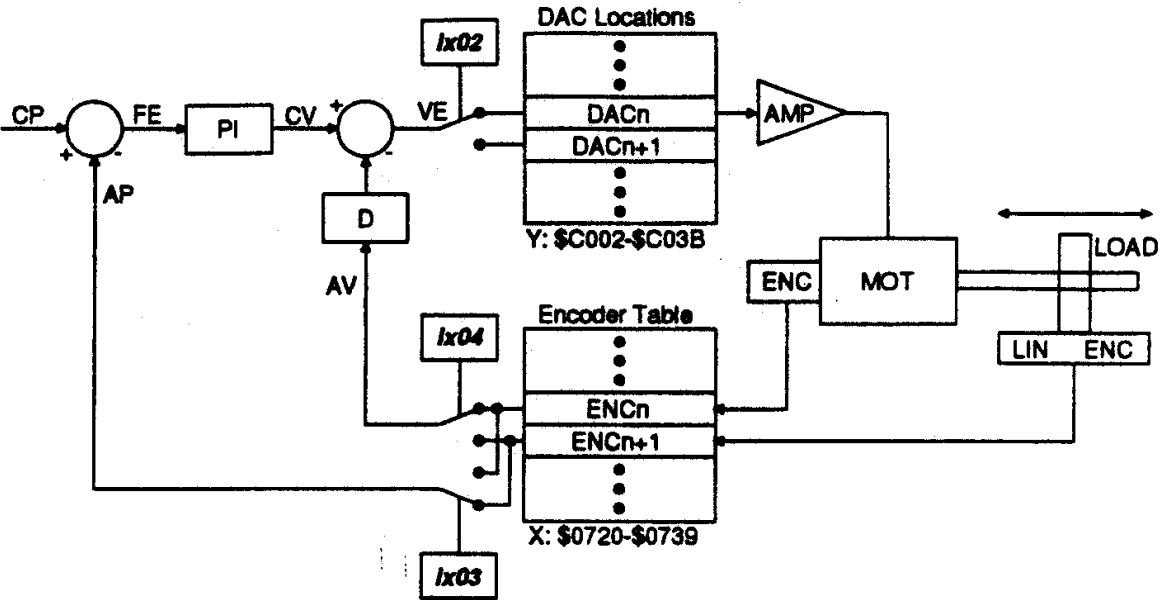 DAC Locations
Ix02
CP
FE
PI
CV
+
VE
DACn
AMP
+
-
-
DACn+1
AP
D
Y: $C002-$C03B
LOAD
AV
ENC
MOT
Encoder Table
Ix04
LIN ENC
ENCn
ENCn+1
X: $0720-$0739
Ix03